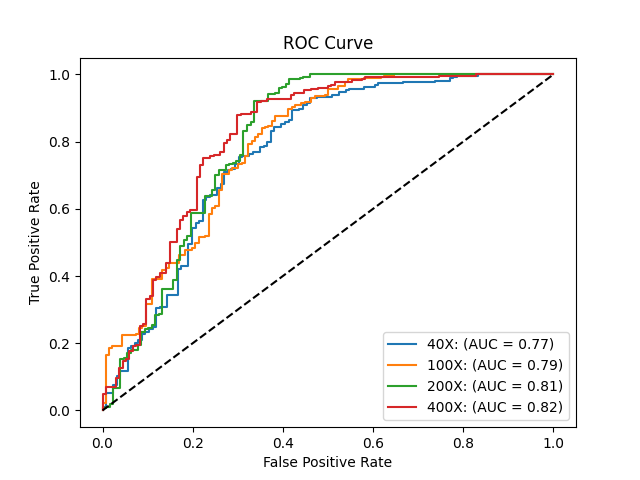 ROC Curve
1.0
0.8
0.6
0.4
0.2
0.0
True Positive Rate
40X: (AUC = 0.77)
100X: (AUC = 0.79)
200X: (AUC = 0.81)
400X: (AUC = 0.82)
0.0 0.2 0.4 0.6 0.8 1.0
False Positive Rate